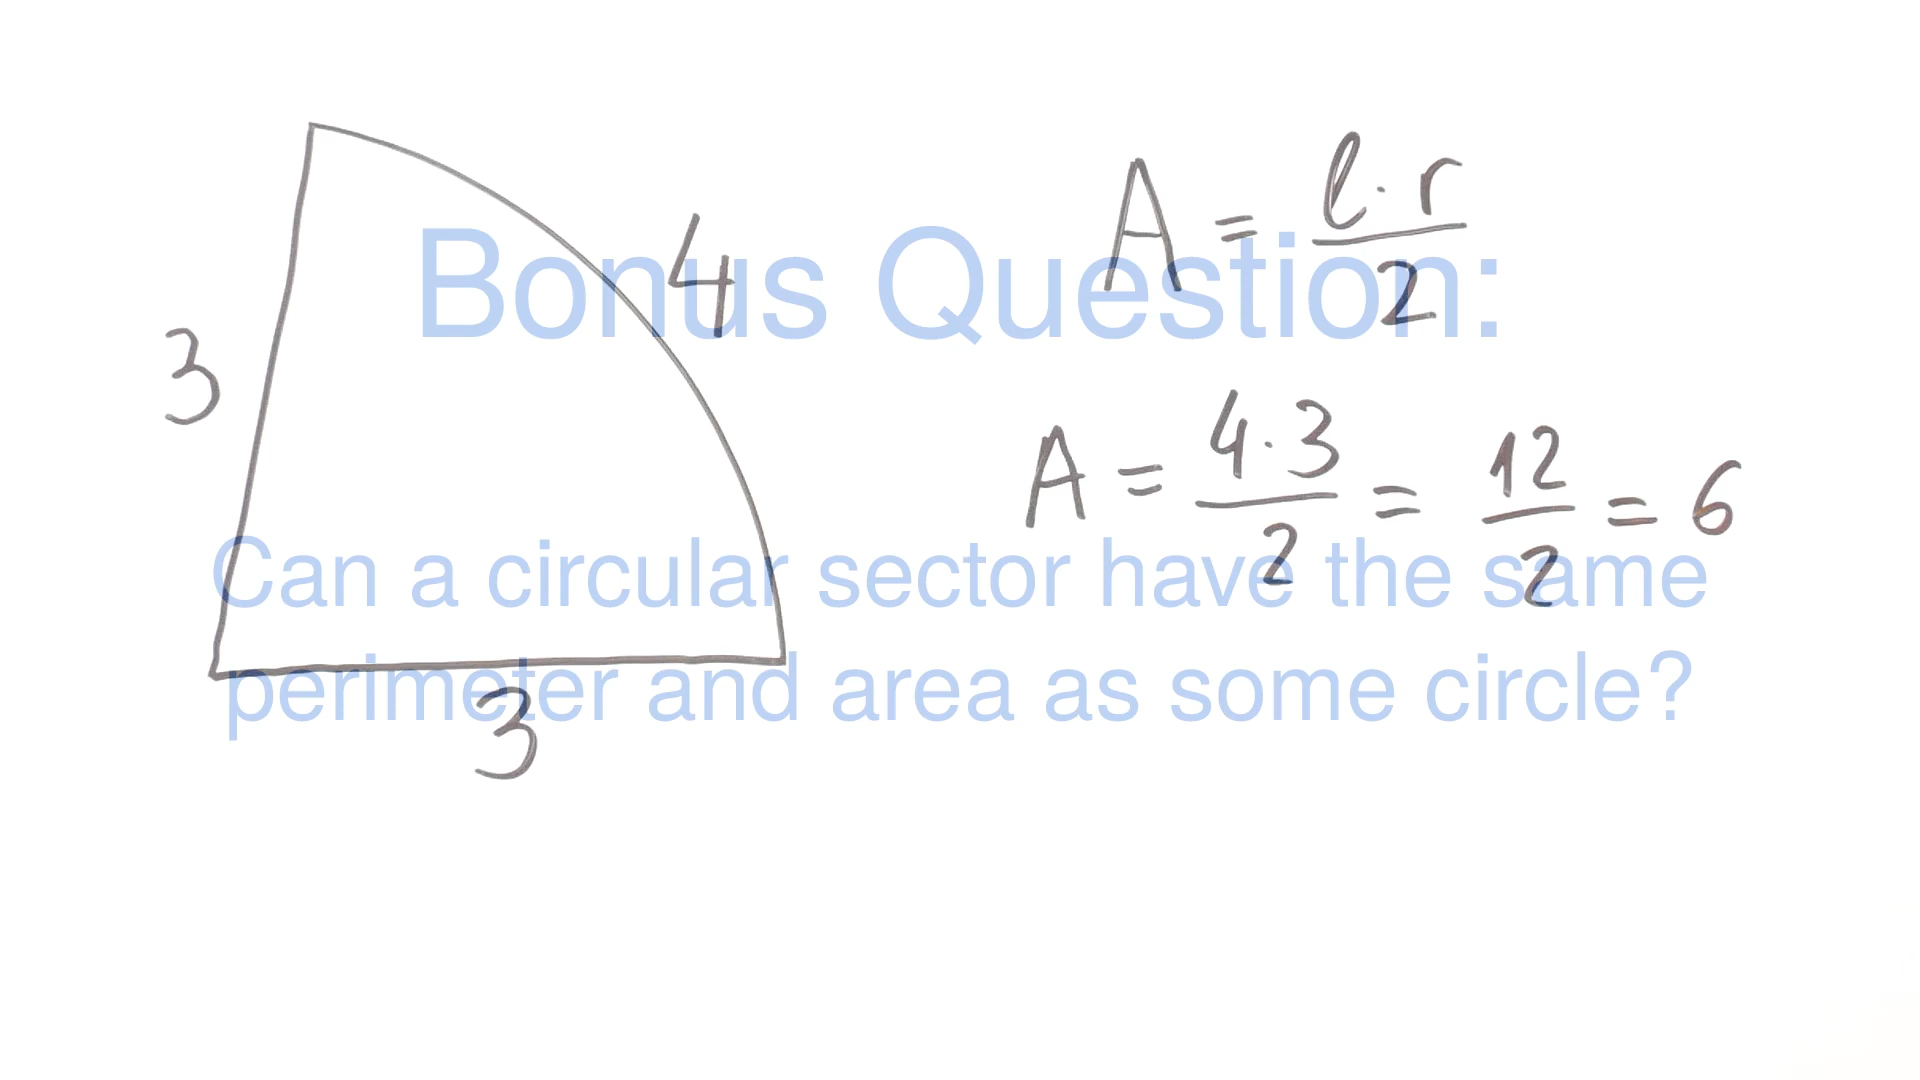 3
4
3
A = l·r/2
A = 4·3/2 = 12/2 = 6
Bonus Question:
Can a circular sector have the same
perimeter and area as some circle?